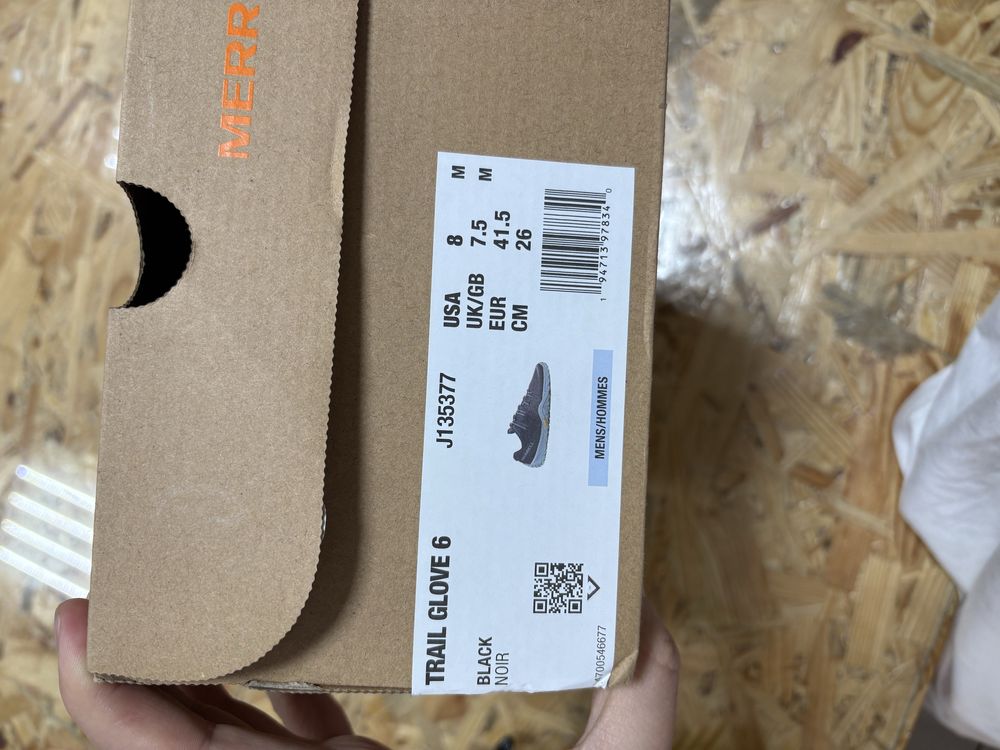 MERR
TRAIL GLOVE 6
J135377
BLACK
NOIR
USA 8 M
UK/GB 7.5 M
EUR 41.5
CM 26
MENS/HOMMES
1 94713 97834 0
700546677